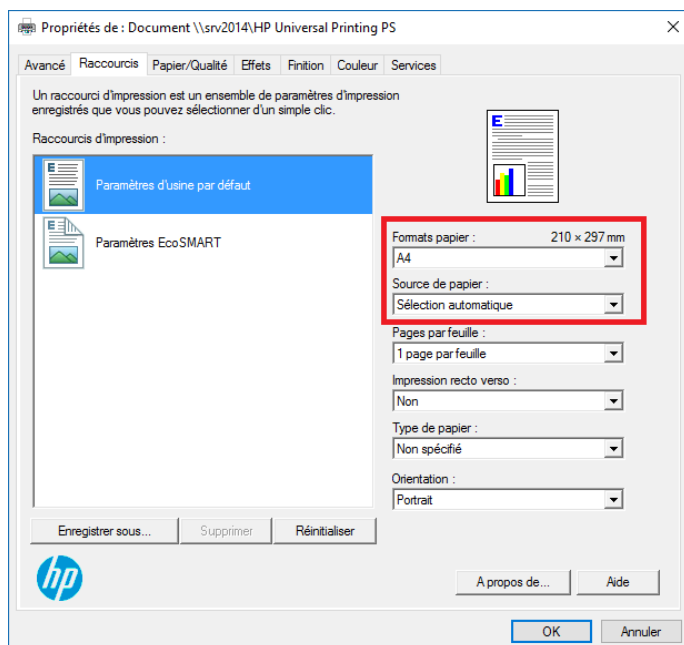 Propriétés de : Document \\srv2014\HP Universal Printing PS
Avancé Raccourcis Papier/Qualité Effets Finition Couleur Services
Un raccourci d'impression est un ensemble de paramètres d'impression
enregistrés que vous pouvez sélectionner d'un simple clic.
Raccourcis d'impression :
E
Paramètres d'usine par défaut
E
Paramètres EcoSMART
E
Formats papier : 210 × 297 mm
A4
Source de papier :
Sélection automatique
Pages par feuille :
1 page par feuille
Impression recto verso :
Non
Type de papier :
Non spécifié
Orientation :
Portrait
Enregistrer sous... Supprimer Réinitialiser
hp
A propos de... Aide
OK Annuler